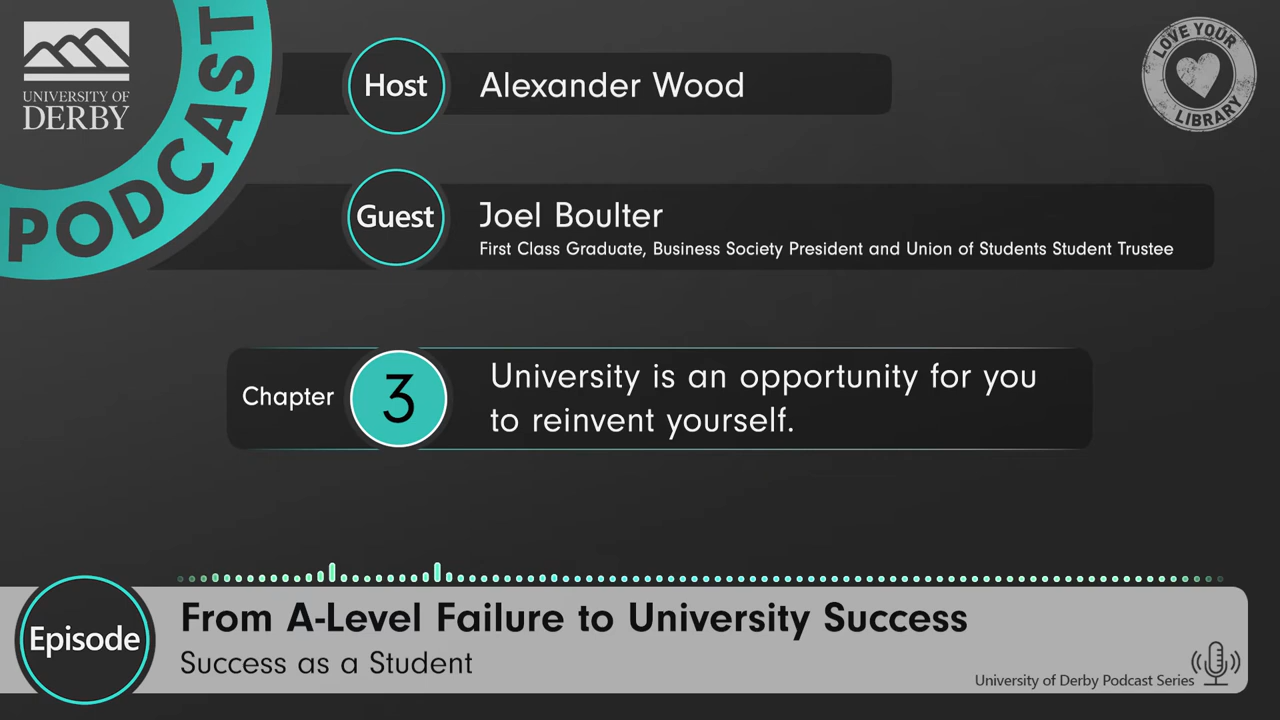 UNIVERSITY OF
DERBY
PODCAST
Host
Alexander Wood
LOVE YOUR
LIBRARY
Guest
Joel Boulter
First Class Graduate, Business Society President and Union of Students Student Trustee
Chapter
3
University is an opportunity for you
to reinvent yourself.
Episode
From A-Level Failure to University Success
Success as a Student
University of Derby Podcast Series